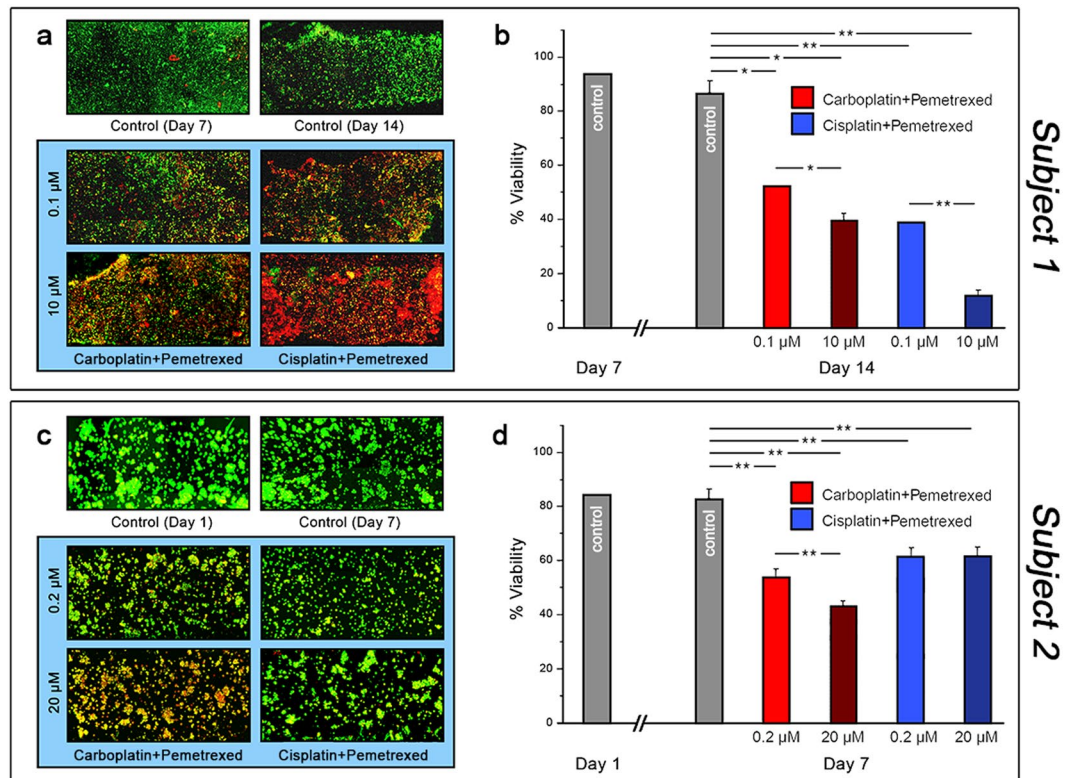 a
Control (Day 7)
Control (Day 14)
0.1 µM
10 µM
Carboplatin+Pemetrexed
Cisplatin+Pemetrexed
b
% Viability
100
80
60
40
20
0
control
control
**
**
*
*
*
**
Carboplatin+Pemetrexed
Cisplatin+Pemetrexed
0.1 µM
10 µM
0.1 µM
10 µM
Day 7
//
Day 14
Subject 1
c
Control (Day 1)
Control (Day 7)
0.2 µM
20 µM
Carboplatin+Pemetrexed
Cisplatin+Pemetrexed
d
% Viability
100
80
60
40
20
0
control
control
**
**
**
**
**
Carboplatin+Pemetrexed
Cisplatin+Pemetrexed
0.2 µM
20 µM
0.2 µM
20 µM
Day 1
//
Day 7
Subject 2